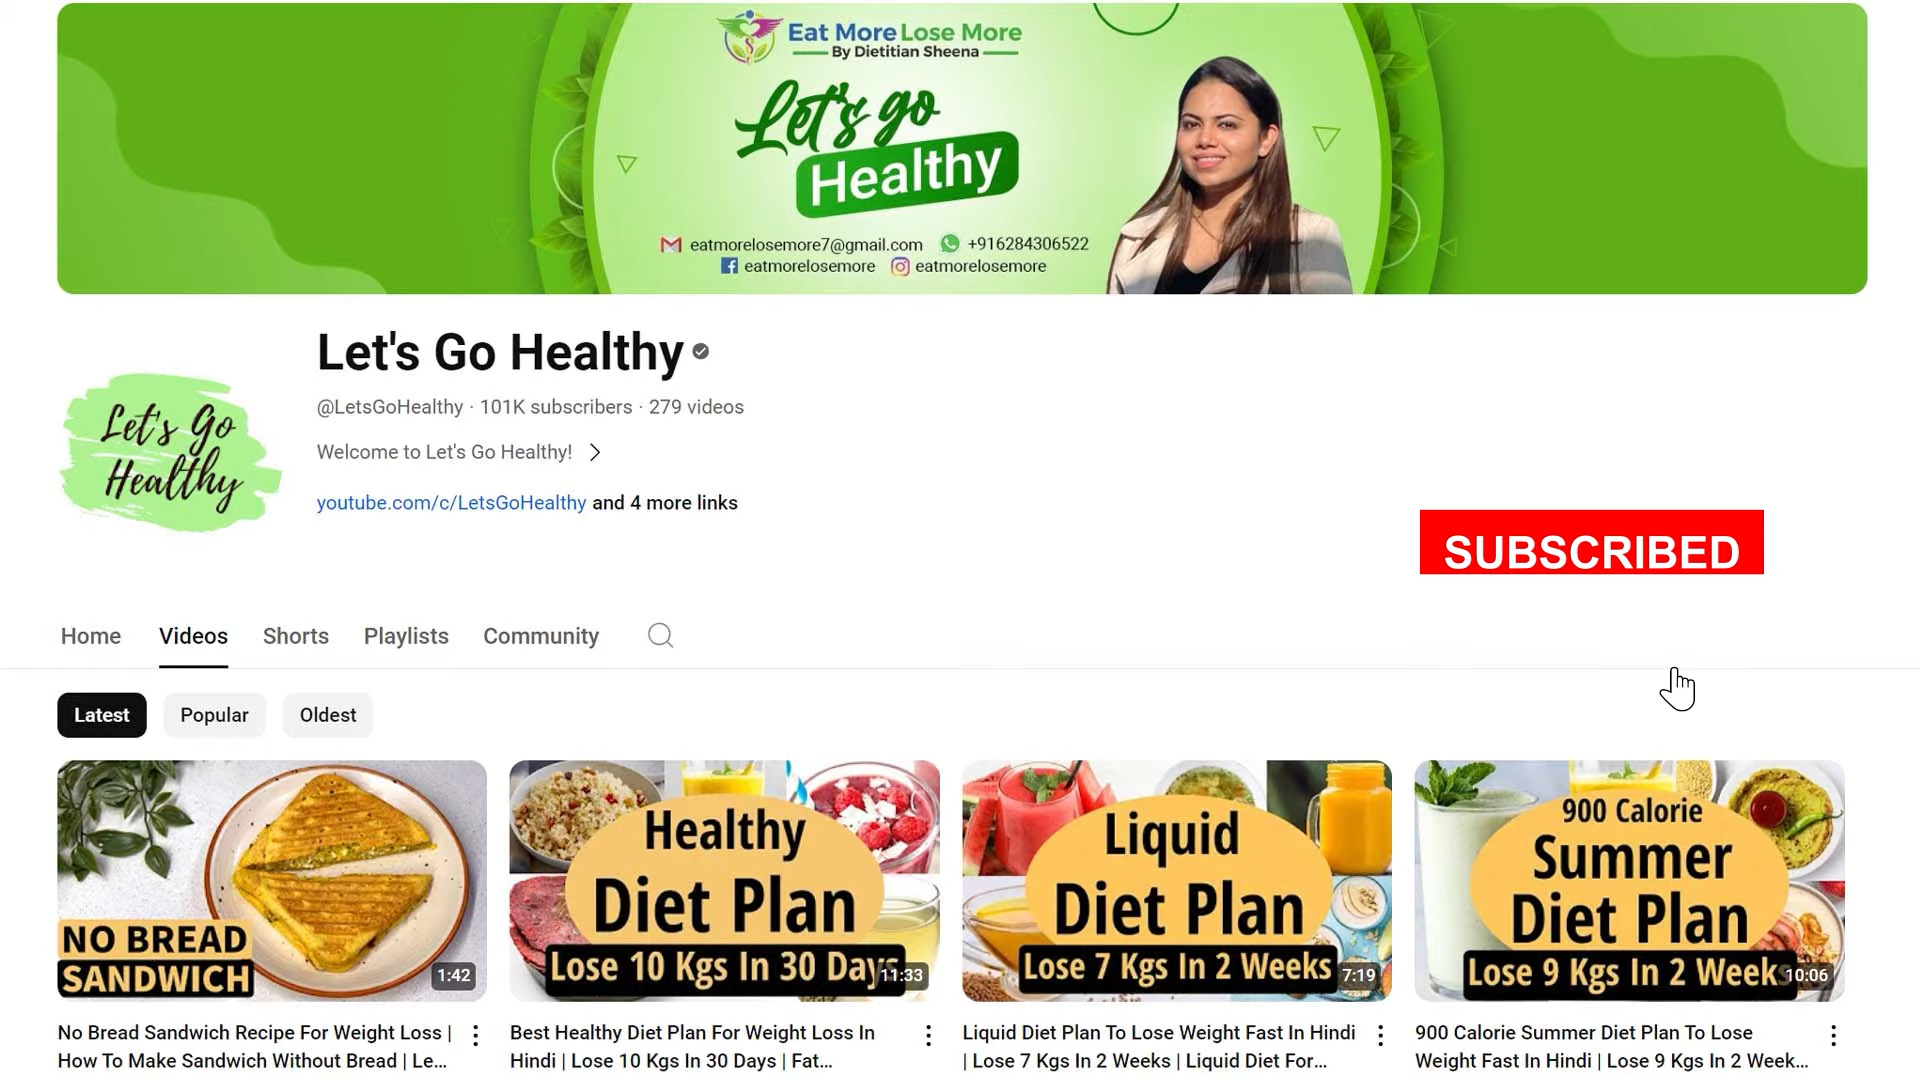 Eat More Lose More
By Dietitian Sheena
Let's go
Healthy
eatmorelosemore7@gmail.com +916284306522
eatmorelosemore eatmorelosemore
Let's Go Healthy
@LetsGoHealthy · 101K subscribers · 279 videos
Welcome to Let's Go Healthy!
youtube.com/c/LetsGoHealthy and 4 more links
Let's Go
Healthy
SUBSCRIBED
Home Videos Shorts Playlists Community
Latest Popular Oldest
NO BREAD
SANDWICH
1:42
Healthy
Diet Plan
Lose 10 Kgs In 30 Days
11:33
Liquid
Diet Plan
Lose 7 Kgs In 2 Weeks
7:19
900 Calorie
Summer
Diet Plan
Lose 9 Kgs In 2 Week
10:06
No Bread Sandwich Recipe For Weight Loss |
How To Make Sandwich Without Bread | Le...
Best Healthy Diet Plan For Weight Loss In
Hindi | Lose 10 Kgs In 30 Days | Fat...
Liquid Diet Plan To Lose Weight Fast In Hindi
| Lose 7 Kgs In 2 Weeks | Liquid Diet For...
900 Calorie Summer Diet Plan To Lose
Weight Fast In Hindi | Lose 9 Kgs In 2 Week...